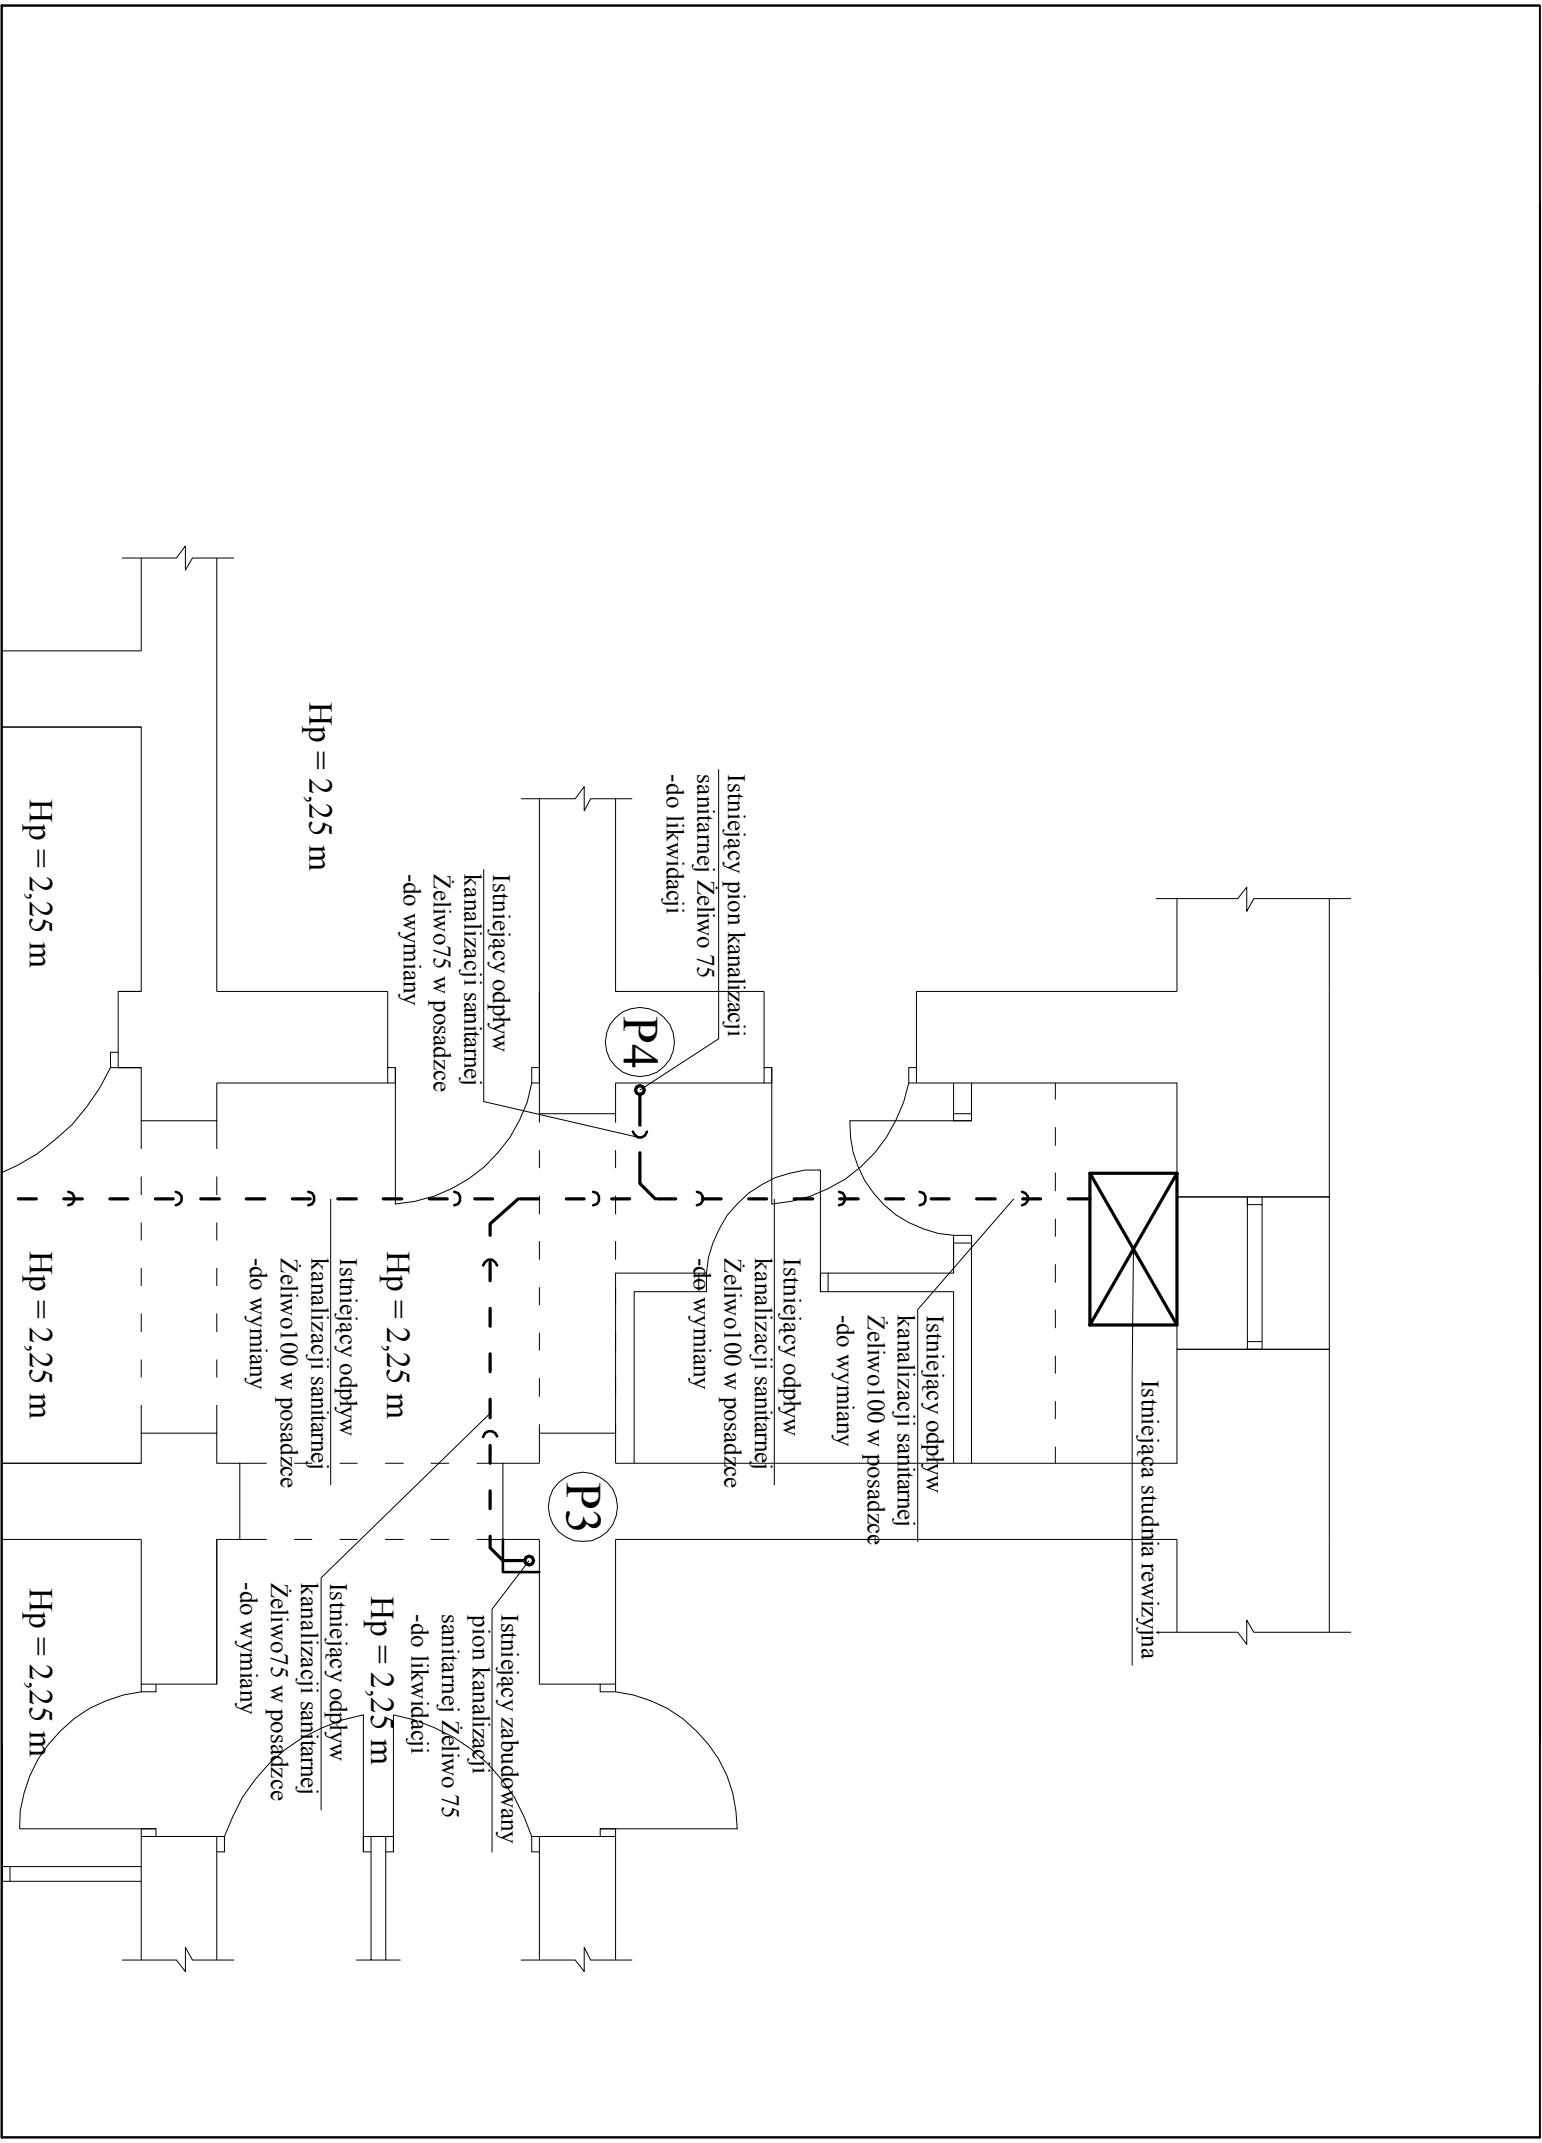 Istniejąca studnia rewizyjna
Istniejący odpływ
kanalizacji sanitarnej
Żeliwo100 w posadzce
-do wymiany
Istniejący odpływ
kanalizacji sanitarnej
Żeliwo100 w posadzce
-do wymiany
Istniejący pion kanalizacji
sanitarnej Żeliwo 75
-do likwidacji
P4
P3
Istniejący odpływ
kanalizacji sanitarnej
Żeliwo75 w posadzce
-do wymiany
Istniejący zabudowany
pion kanalizacji
sanitarnej Żeliwo 75
-do likwidacji
Hp = 2,25 m
Hp = 2,25 m
Hp = 2,25 m
Istniejący odpływ
kanalizacji sanitarnej
Żeliwo100 w posadzce
-do wymiany
Istniejący odpływ
kanalizacji sanitarnej
Żeliwo75 w posadzce
-do wymiany
Hp = 2,25 m
Hp = 2,25 m
Hp = 2,25 m